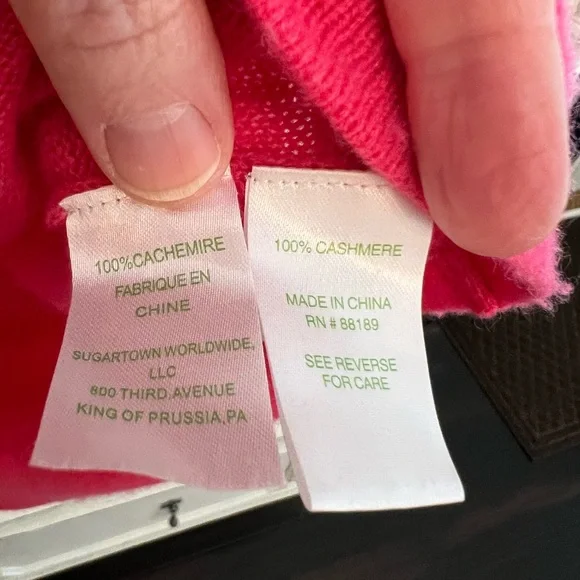 100%CACHEMIRE
FABRIQUE EN
CHINE
SUGARTOWN WORLDWIDE,
LLC
800 THIRD,AVENUE
KING OF PRUSSIA,PA
100% CASHMERE
MADE IN CHINA
RN # 88189
SEE REVERSE
FOR CARE